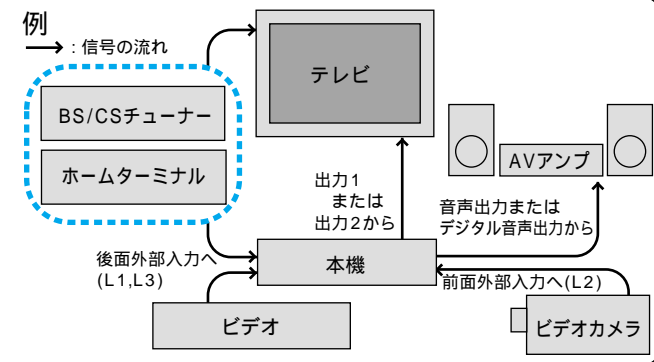 例
：信号の流れ
テレビ
BS/CSチューナー
ホームターミナル
AVアンプ
出力1
または
出力2から
音声出力または
デジタル音声出力から
後面外部入力へ
(L1,L3)
本機
前面外部入力へ(L2)
ビデオ
ビデオカメラ